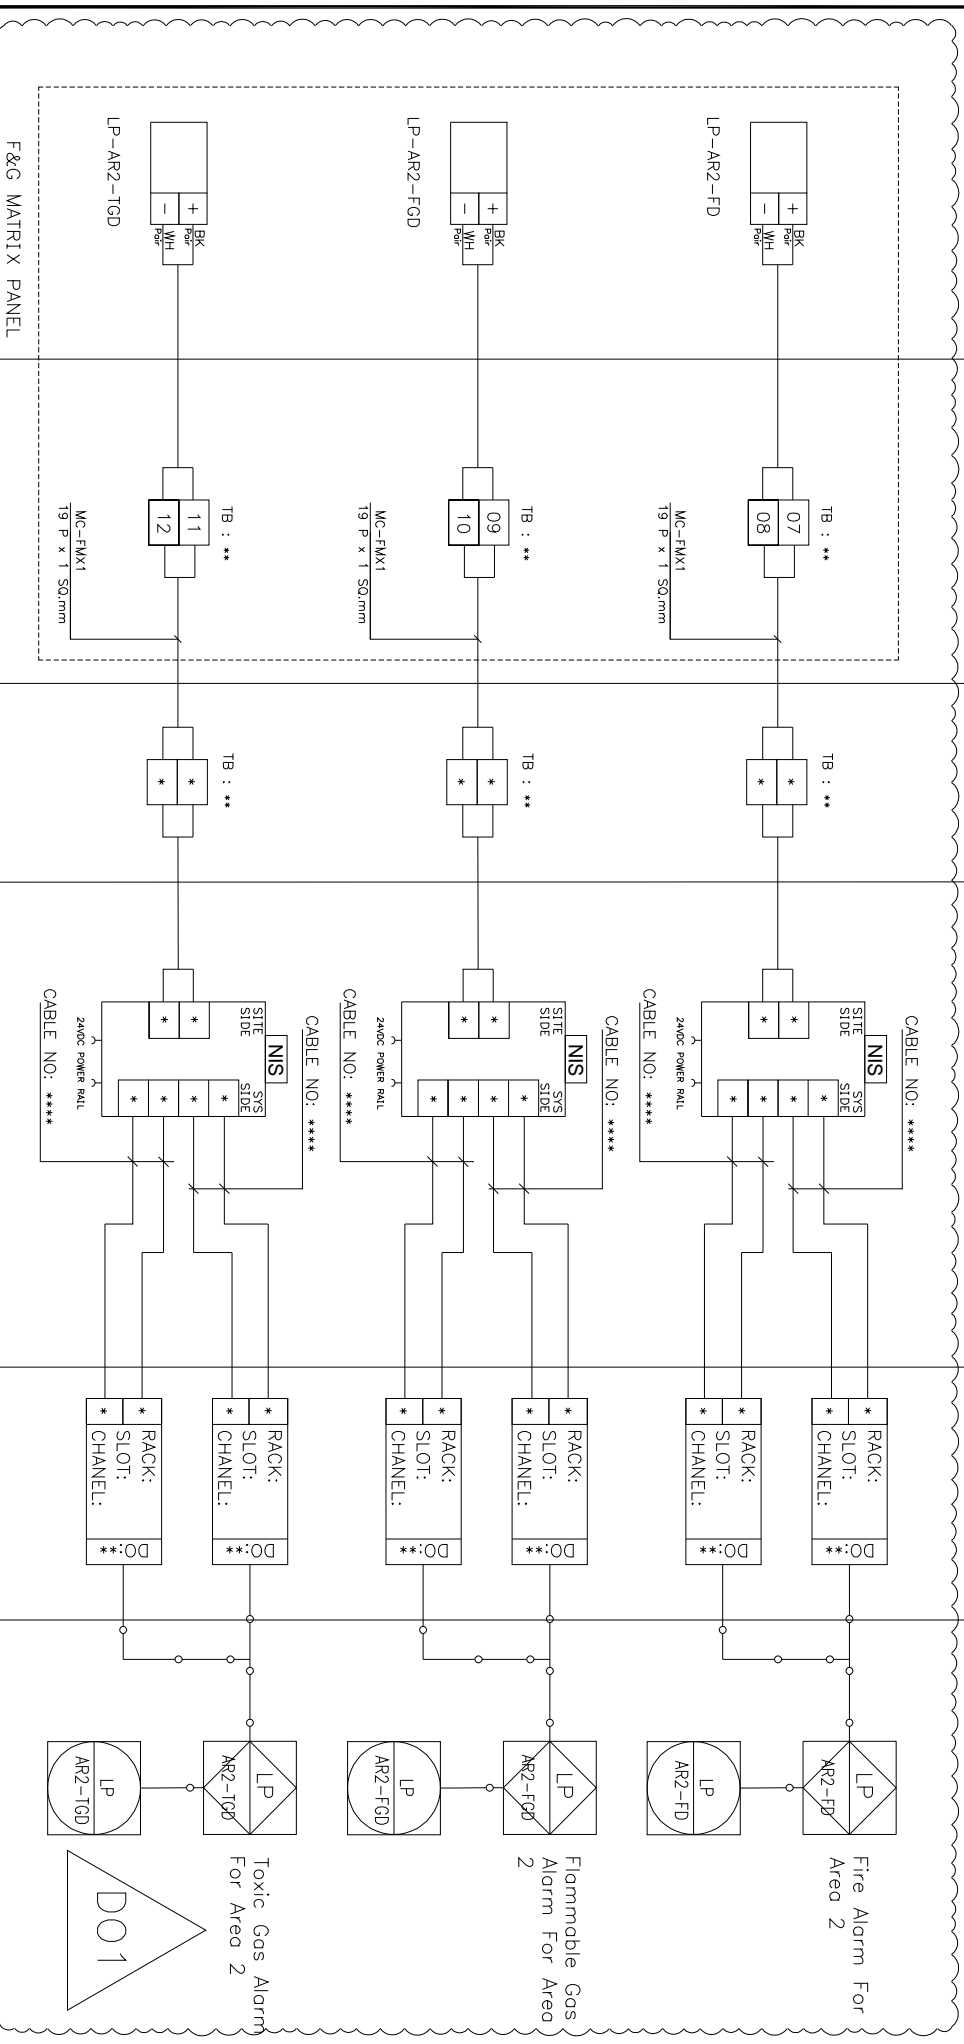 LP-AR2-FD
+
-
BK
Pair
WH
Pair
TB : **
07
08
MC-FMX1
19 P x 1 SQ.mm
TB : **
*
*
CABLE NO: ****
NIS
SITE
SIDE
SYS
SIDE
*
*
*
*
*
*
24VDC POWER RAIL
CABLE NO: ****
*
*
RACK:
SLOT:
CHANEL:
DO:**
*
*
RACK:
SLOT:
CHANEL:
DO:**
LP
AR2-FD
LP
AR2-FD
Fire Alarm For
Area 2
LP-AR2-FGD
+
-
BK
Pair
WH
Pair
TB : **
09
10
MC-FMX1
19 P x 1 SQ.mm
TB : **
*
*
CABLE NO: ****
NIS
SITE
SIDE
SYS
SIDE
*
*
*
*
*
*
24VDC POWER RAIL
CABLE NO: ****
*
*
RACK:
SLOT:
CHANEL:
DO:**
*
*
RACK:
SLOT:
CHANEL:
DO:**
LP
AR2-FGD
LP
AR2-FGD
Flammable Gas
Alarm For Area
2
LP-AR2-TGD
+
-
BK
Pair
WH
Pair
TB : **
11
12
MC-FMX1
19 P x 1 SQ.mm
TB : **
*
*
CABLE NO: ****
NIS
SITE
SIDE
SYS
SIDE
*
*
*
*
*
*
24VDC POWER RAIL
CABLE NO: ****
*
*
RACK:
SLOT:
CHANEL:
DO:**
*
*
RACK:
SLOT:
CHANEL:
DO:**
LP
AR2-TGD
LP
AR2-TGD
Toxic Gas Alarm
For Area 2
D01
F&G MATRIX PANEL